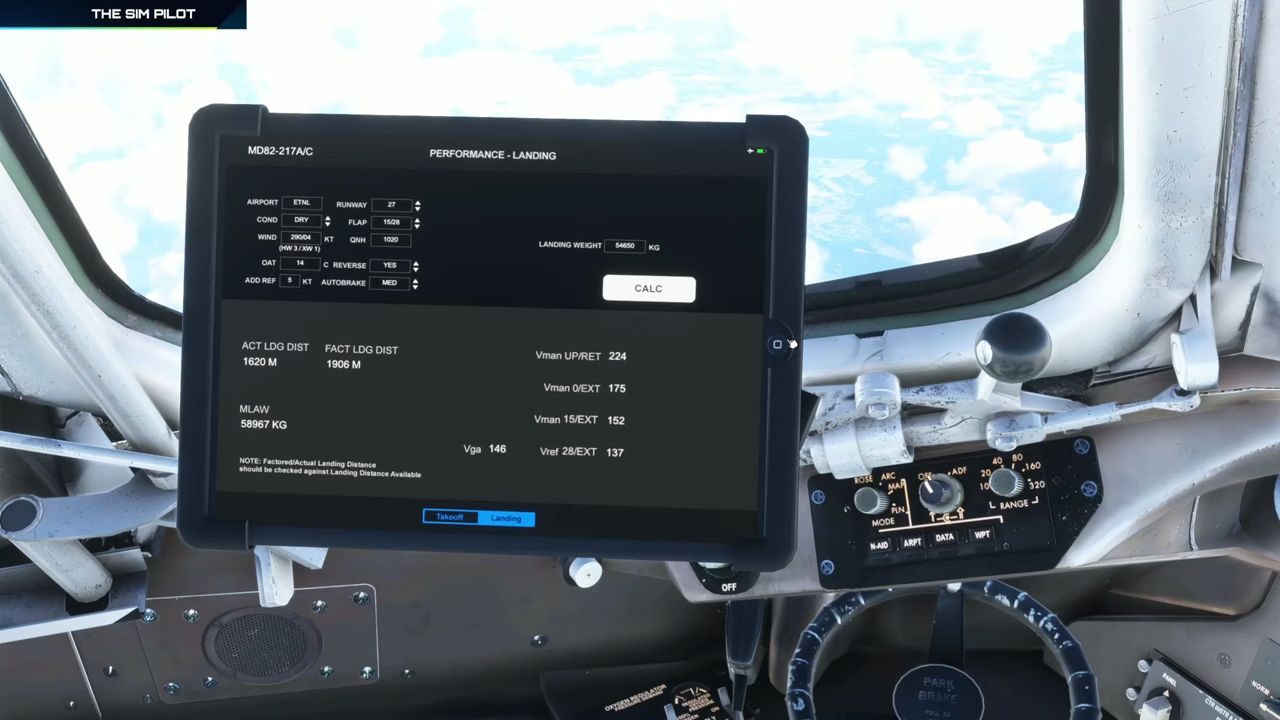 THE SIM PILOT
MD82-217A/C
PERFORMANCE - LANDING
AIRPORT ETNL RUNWAY 27
COND DRY FLAP 15/28
WIND 290/04 KT QNH 1020
(HW 3 / XW 1)
OAT 14 C REVERSE YES
ADD REF 5 KT AUTOBRAKE MED
LANDING WEIGHT 54650 KG
CALC
ACT LDG DIST FACT LDG DIST
1620 M 1906 M
MLAW
58967 KG
Vman UP/RET 224
Vman 0/EXT 175
Vman 15/EXT 152
Vga 146 Vref 28/EXT 137
NOTE: Factored/Actual Landing Distance
should be checked against Landing Distance Available
Takeoff Landing
ROSE ARC MAP PLN
MODE
OFF ADF
10 20 40 80 160 320
RANGE
N-AID ARPT DATA WPT
OFF
PARK
BRAKE
PULL
OXYGEN REGULATOR
PANEL
NORM